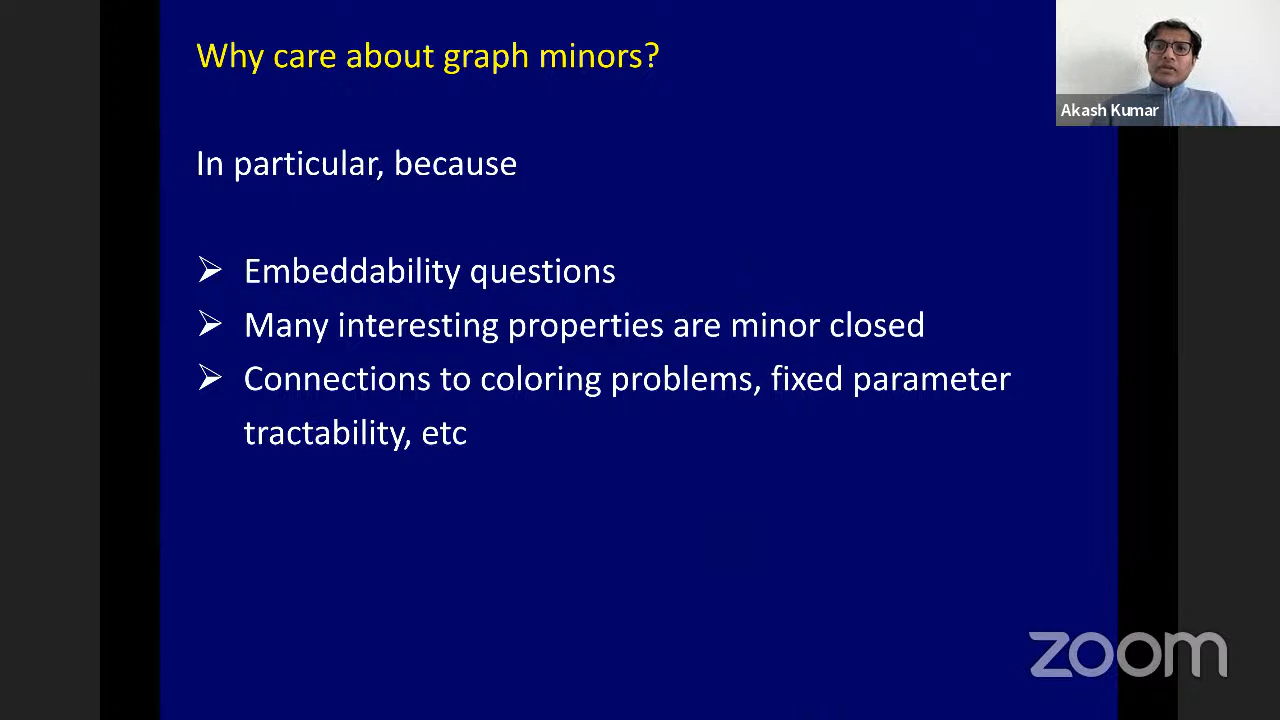 Why care about graph minors?
Akash Kumar
In particular, because
➢ Embeddability questions
➢ Many interesting properties are minor closed
➢ Connections to coloring problems, fixed parameter
tractability, etc
zoom